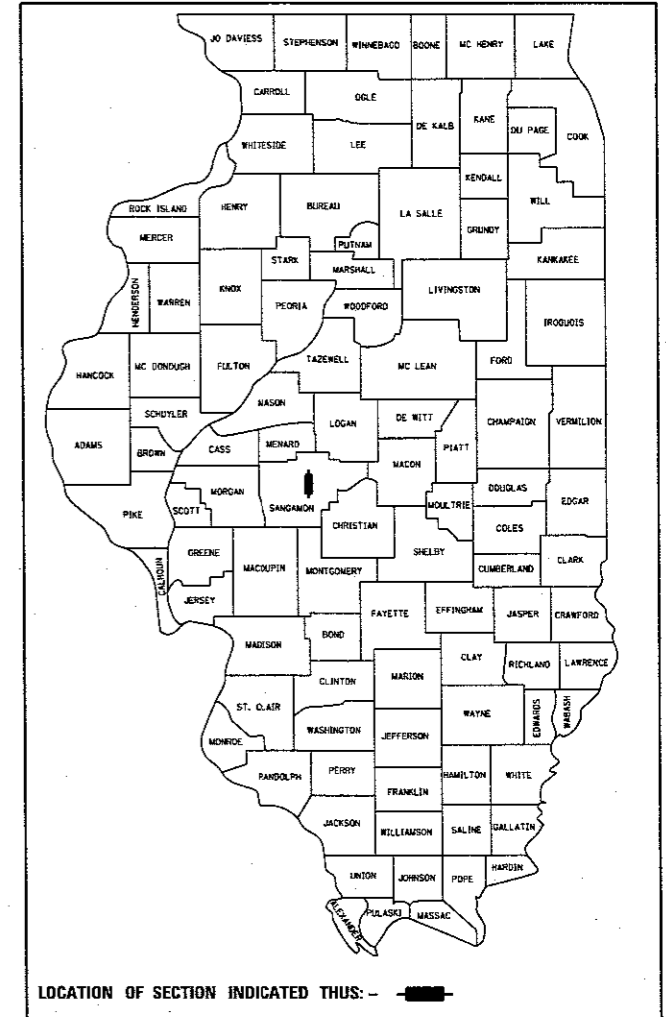 JO DAVIESS STEPHENSON WINNEBAGO BOONE MC HENRY LAKE
CARROLL OGLE DE KALB KANE DU PAGE COOK
WHITESIDE LEE
KENDALL WILL
ROCK ISLAND HENRY BUREAU LA SALLE GRUNDY
MERCER PUTNAM KANKAKEE
STARK MARSHALL
HENDERSON WARREN KNOX PEORIA WOODFORD LIVINGSTON IROQUOIS
HANCOCK MC DONOUGH FULTON TAZEWELL MC LEAN FORD
SCHUYLER MASON LOGAN DE WITT CHAMPAIGN VERMILION
ADAMS BROWN CASS MENARD MACON PIATT
PIKE SCOTT MORGAN SANGAMON CHRISTIAN MOULTRIE DOUGLAS EDGAR
COLES
CALHOUN GREENE MACOUPIN MONTGOMERY SHELBY CUMBERLAND CLARK
JERSEY FAYETTE EFFINGHAM JASPER CRAWFORD
MADISON BOND
CLAY RICHLAND LAWRENCE
CLINTON MARION
ST. CLAIR WAYNE EDWARDS WABASH
MONROE WASHINGTON JEFFERSON
RANDOLPH PERRY HAMILTON WHITE
FRANKLIN
JACKSON WILLIAMSON SALINE GALLATIN
UNION JOHNSON POPE HARDIN
ALEXANDER PULASKI MASSAC
LOCATION OF SECTION INDICATED THUS: -